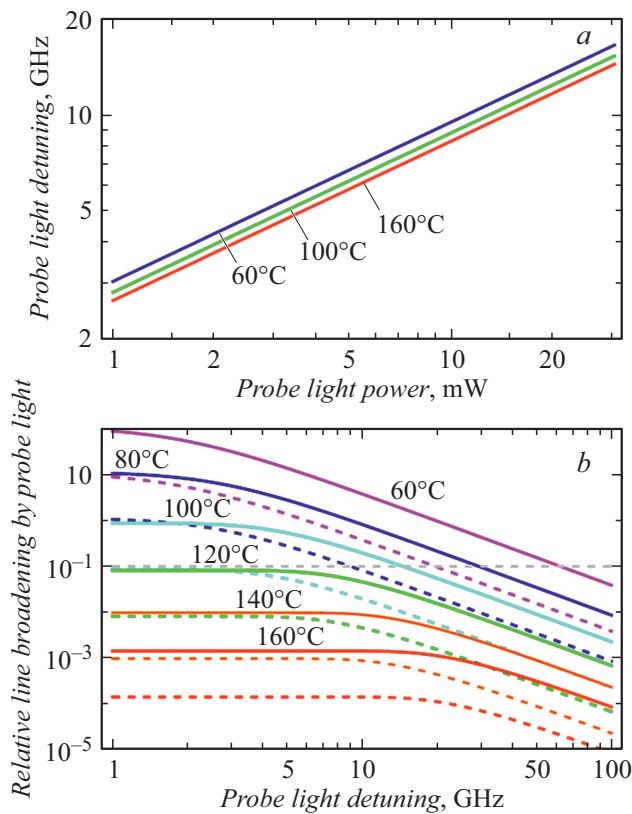 a
20
10
5
2
Probe light detuning, GHz
60°C
100°C
160°C
1
2
5
10
20
Probe light power, mW
b
10
10⁻¹
10⁻³
10⁻⁵
Relative line broadening by probe light
80°C
60°C
100°C
120°C
140°C
160°C
1
5
10
50
100
Probe light detuning, GHz